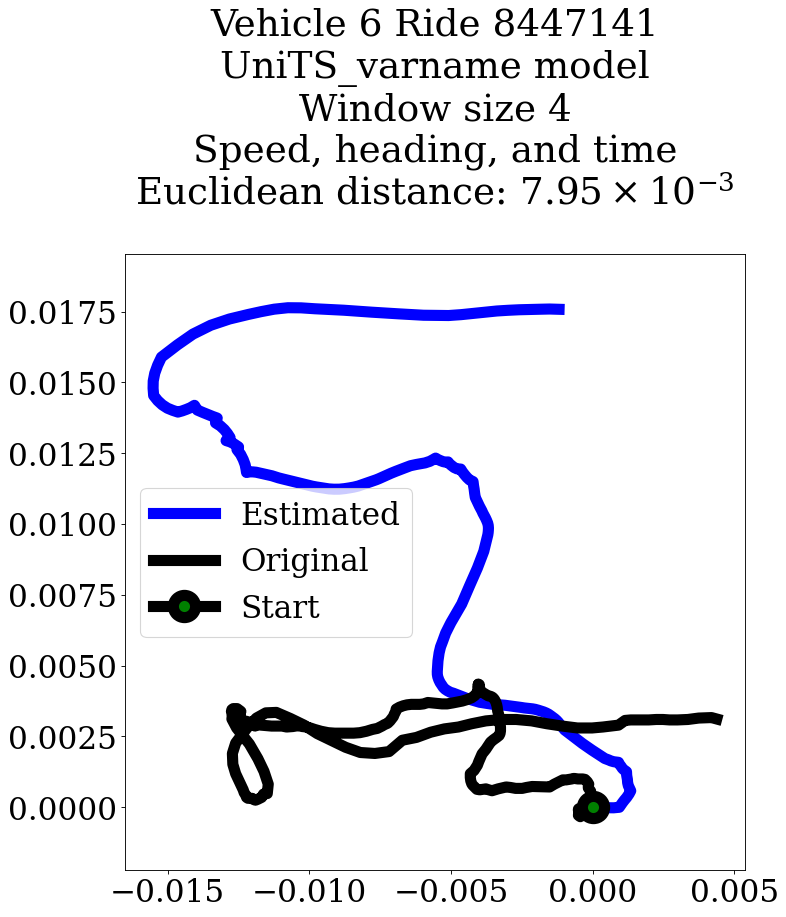 Vehicle 6 Ride 8447141
UniTS_varname model
Window size 4
Speed, heading, and time
Euclidean distance: 7.95 × 10⁻³
0.0175
0.0150
0.0125
0.0100
0.0075
0.0050
0.0025
0.0000
Estimated
Original
Start
−0.015 −0.010 −0.005 0.000 0.005